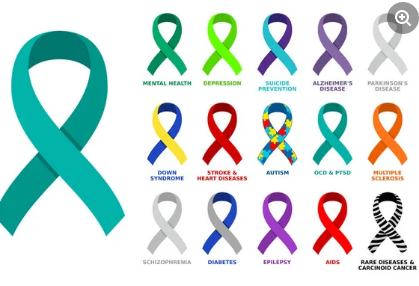 MENTAL HEALTH
DEPRESSION
SUICIDE
PREVENTION
ALZHEIMER'S
DISEASE
PARKINSON'S
DISEASE
DOWN
SYNDROME
STROKE &
HEART DISEASES
AUTISM
OCD & PTSD
MULTIPLE
SCLEROSIS
SCHIZOPHRENIA
DIABETES
EPILEPSY
AIDS
RARE DISEASES &
CARCINOID CANCER